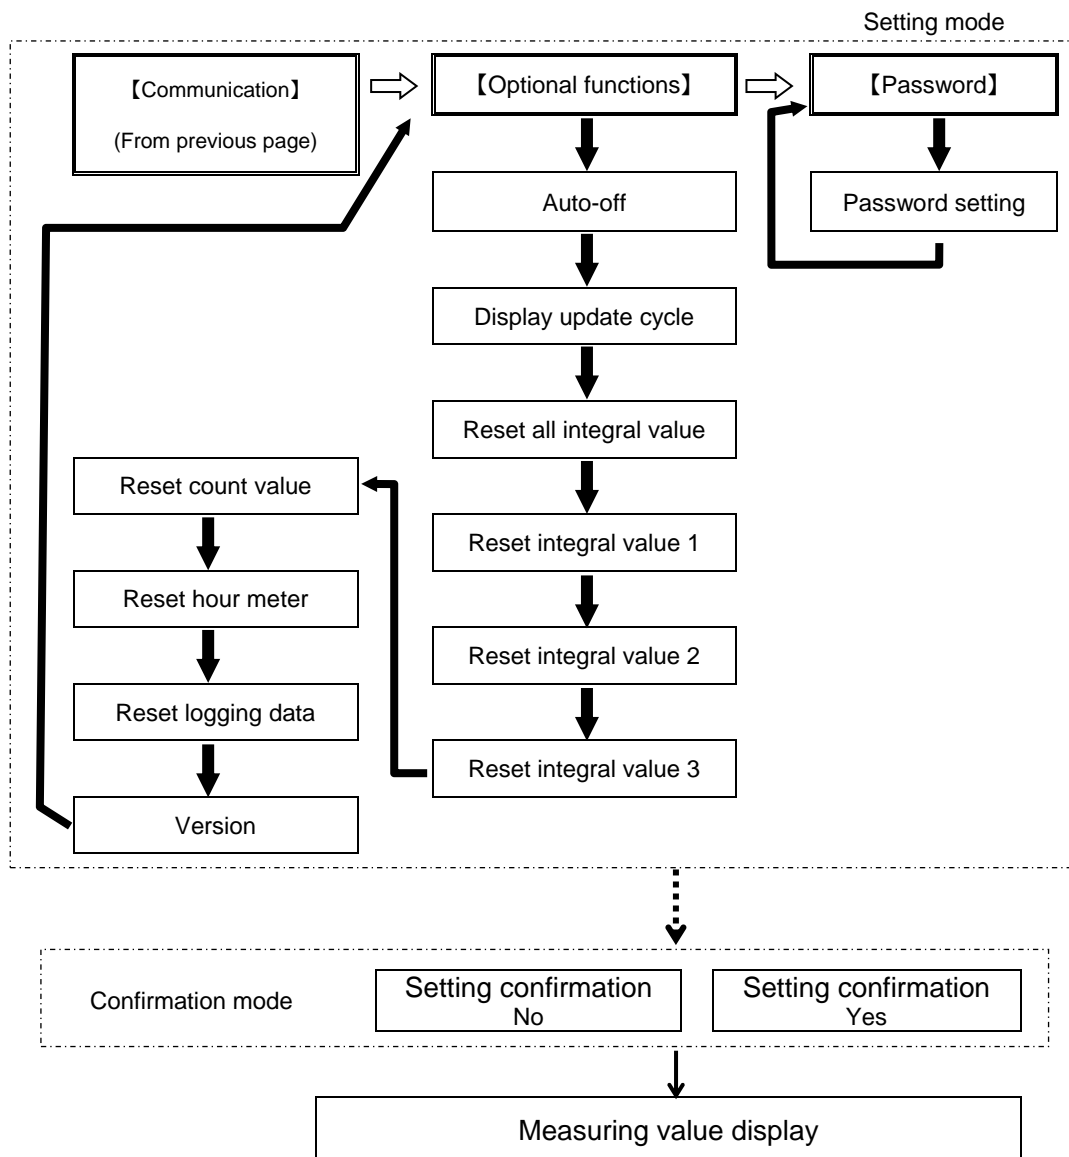 Setting mode
【Communication】
(From previous page)
【Optional functions】
【Password】
Auto-off
Password setting
Display update cycle
Reset all integral value
Reset count value
Reset integral value 1
Reset hour meter
Reset integral value 2
Reset logging data
Reset integral value 3
Version
Confirmation mode
Setting confirmation
No
Setting confirmation
Yes
Measuring value display